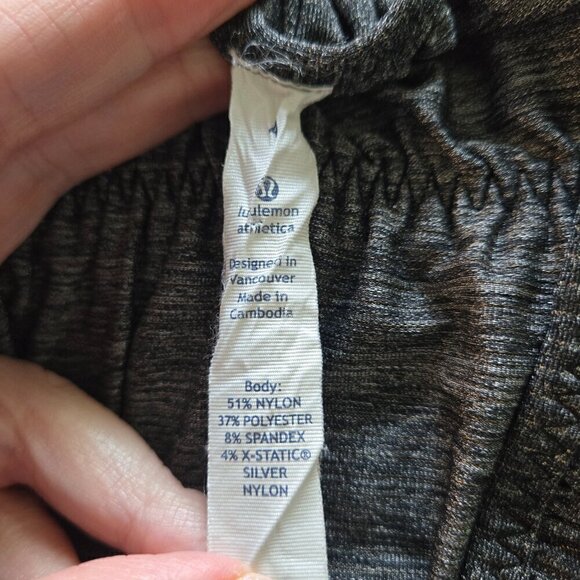 4
lululemon
athletica
Designed in
Vancouver
Made in
Cambodia
Body:
51% NYLON
37% POLYESTER
8% SPANDEX
4% X-STATIC®
SILVER
NYLON